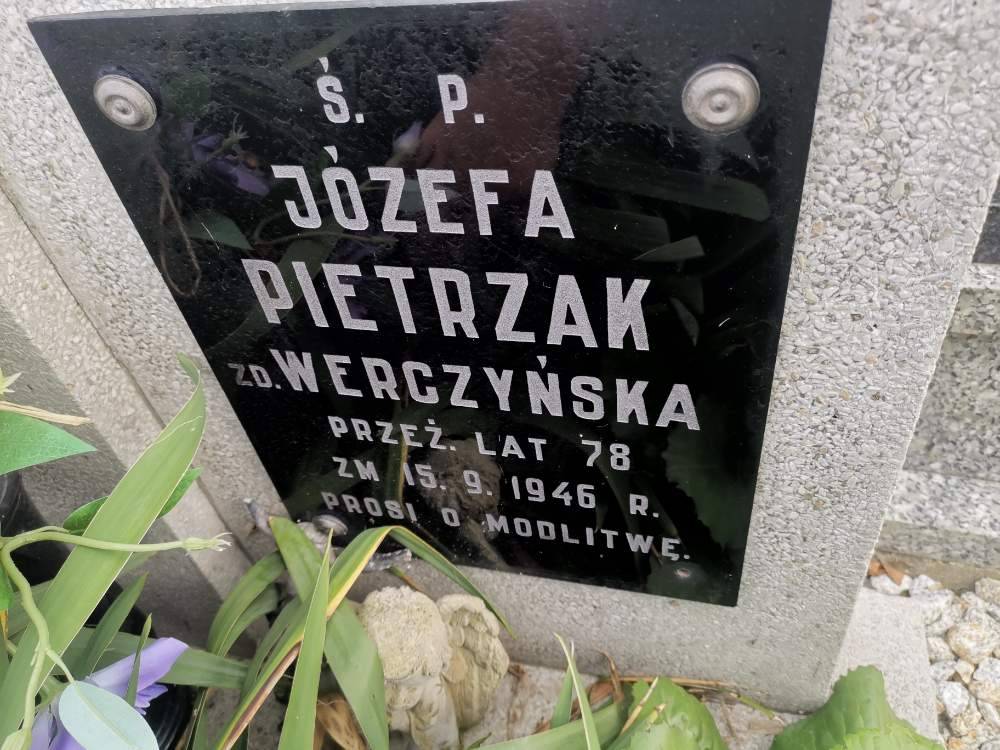 Ś. P.
JÓZEFA
PIETRZAK
ZD. WERCZYŃSKA
PRZEŻ. LAT 78
ZM 15. 9. 1946 R.
PROSI O MODLITWĘ.